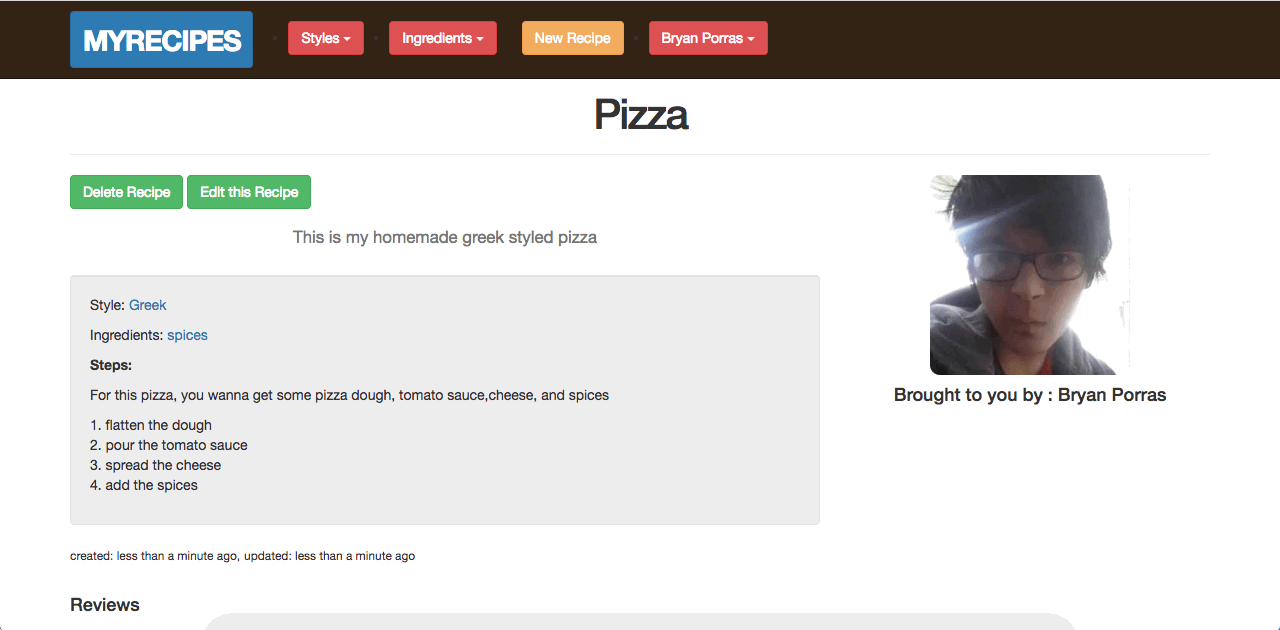 MYRECIPES Styles Ingredients New Recipe Bryan Porras
Pizza
Delete Recipe Edit this Recipe
This is my homemade greek styled pizza
Style: Greek
Ingredients: spices
Steps:
For this pizza, you wanna get some pizza dough, tomato sauce,cheese, and spices
1. flatten the dough
2. pour the tomato sauce
3. spread the cheese
4. add the spices
Brought to you by : Bryan Porras
created: less than a minute ago, updated: less than a minute ago
Reviews